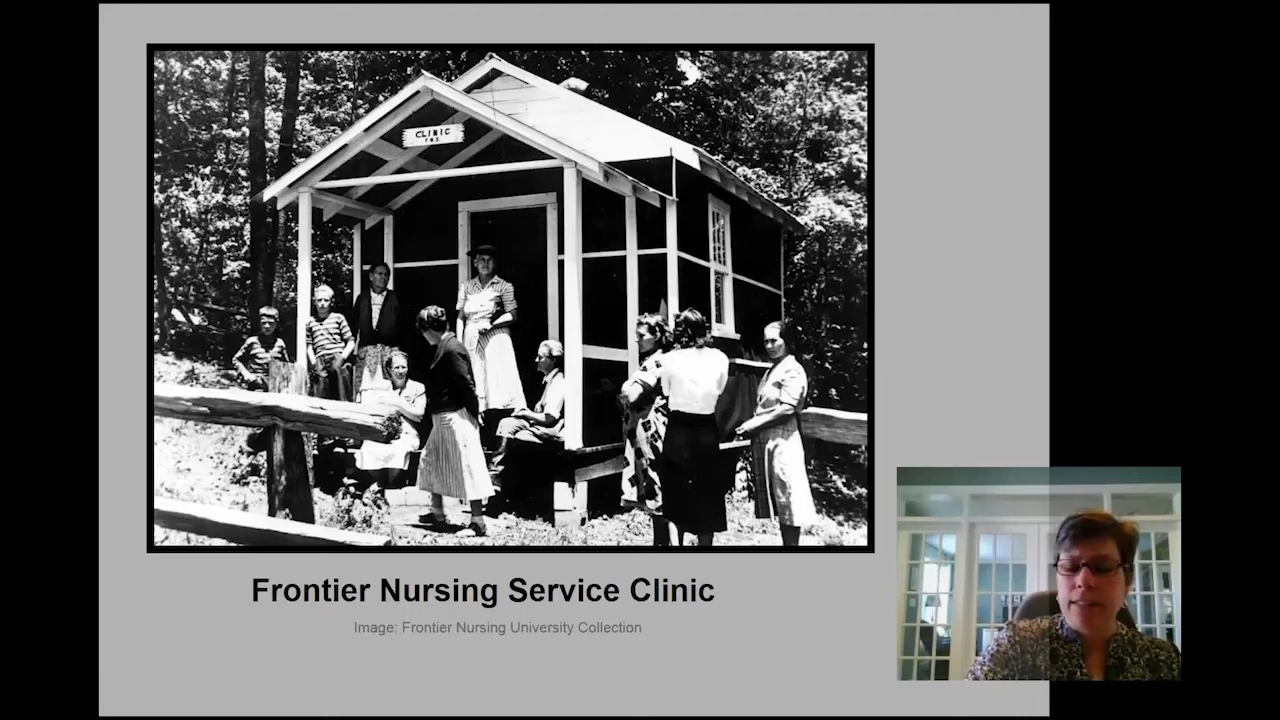 CLINIC
F.N.S.
Frontier Nursing Service Clinic
Image: Frontier Nursing University Collection